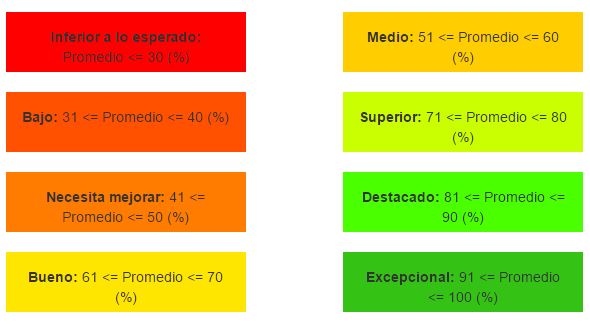 Inferior a lo esperado:
Promedio <= 30 (%)
Medio: 51 <= Promedio <= 60
(%)
Bajo: 31 <= Promedio <= 40 (%)
Superior: 71 <= Promedio <= 80
(%)
Necesita mejorar: 41 <=
Promedio <= 50 (%)
Destacado: 81 <= Promedio <=
90 (%)
Bueno: 61 <= Promedio <= 70
(%)
Excepcional: 91 <= Promedio
<= 100 (%)